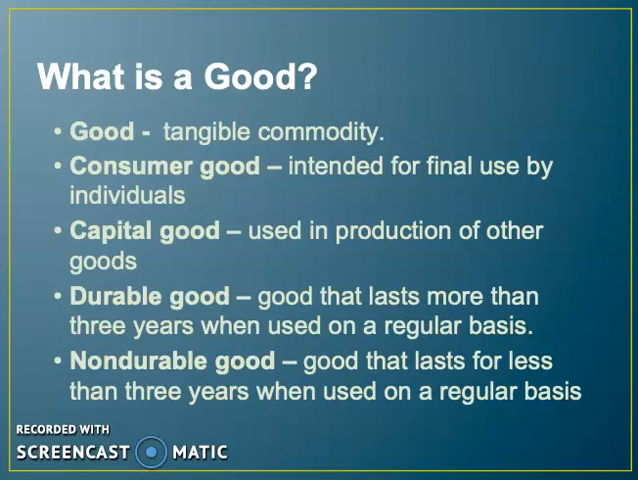 What is a Good?
• Good - tangible commodity.
• Consumer good – intended for final use by
individuals
• Capital good – used in production of other
goods
• Durable good – good that lasts more than
three years when used on a regular basis.
• Nondurable good – good that lasts for less
than three years when used on a regular basis
RECORDED WITH
SCREENCAST MATIC